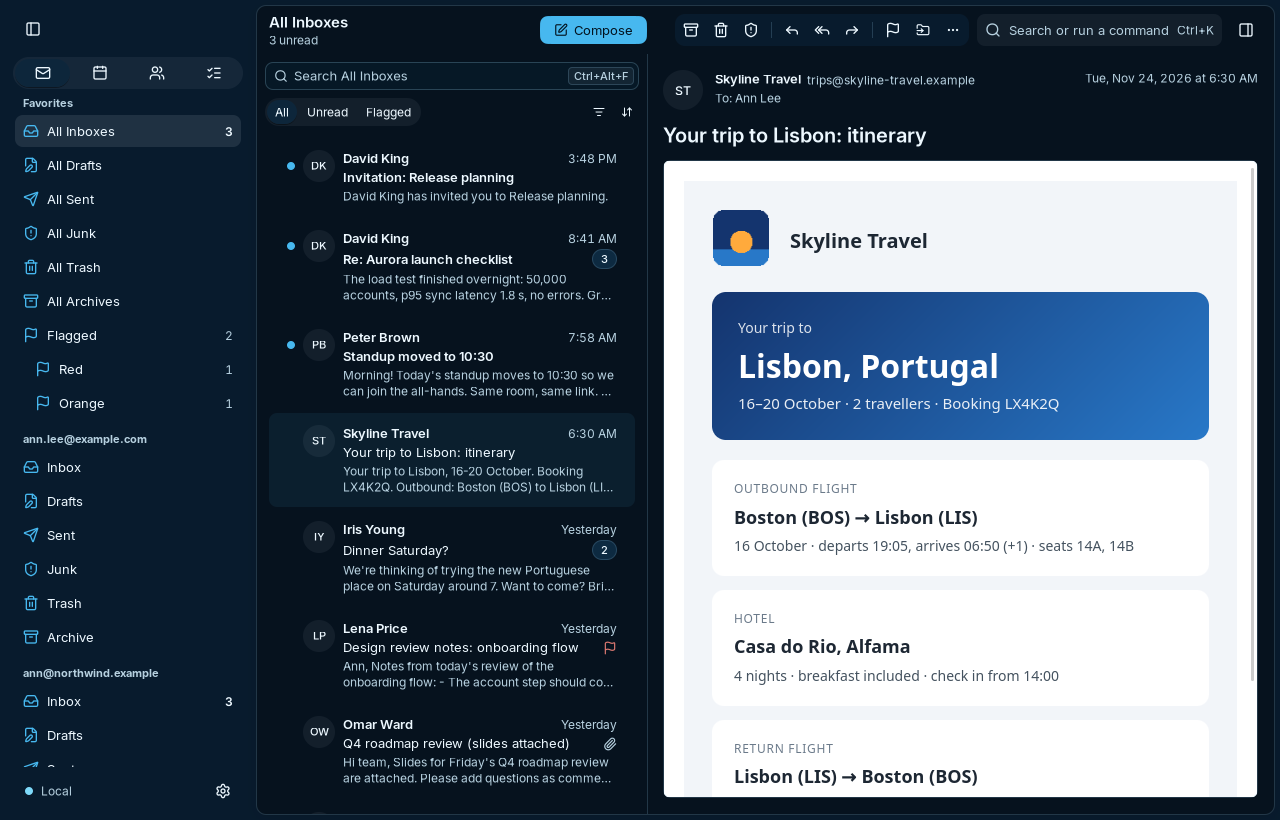 Favorites
All Inboxes 3
All Drafts
All Sent
All Junk
All Trash
All Archives
Flagged 2
Red 1
Orange 1
ann.lee@example.com
Inbox
Drafts
Sent
Junk
Trash
Archive
ann@northwind.example
Inbox 3
Drafts
Local
All Inboxes
3 unread
Compose
Search All Inboxes Ctrl+Alt+F
All Unread Flagged
DK David King 3:48 PM
Invitation: Release planning
David King has invited you to Release planning.
DK David King 8:41 AM
Re: Aurora launch checklist 3
The load test finished overnight: 50,000
accounts, p95 sync latency 1.8 s, no errors. Gr…
PB Peter Brown 7:58 AM
Standup moved to 10:30
Morning! Today's standup moves to 10:30 so we
can join the all-hands. Same room, same link. …
ST Skyline Travel 6:30 AM
Your trip to Lisbon: itinerary
Your trip to Lisbon, 16-20 October. Booking
LX4K2Q. Outbound: Boston (BOS) to Lisbon (LI…
IY Iris Young Yesterday
Dinner Saturday? 2
We're thinking of trying the new Portuguese
place on Saturday around 7. Want to come? Bri…
LP Lena Price Yesterday
Design review notes: onboarding flow
Ann, Notes from today's review of the
onboarding flow: - The account step should co…
OW Omar Ward Yesterday
Q4 roadmap review (slides attached)
Hi team, Slides for Friday's Q4 roadmap review
are attached. Please add questions as comme…
Search or run a command Ctrl+K
ST Skyline Travel trips@skyline-travel.example Tue, Nov 24, 2026 at 6:30 AM
To: Ann Lee
Your trip to Lisbon: itinerary
Skyline Travel
Your trip to
Lisbon, Portugal
16–20 October · 2 travellers · Booking LX4K2Q
OUTBOUND FLIGHT
Boston (BOS) → Lisbon (LIS)
16 October · departs 19:05, arrives 06:50 (+1) · seats 14A, 14B
HOTEL
Casa do Rio, Alfama
4 nights · breakfast included · check in from 14:00
RETURN FLIGHT
Lisbon (LIS) → Boston (BOS)